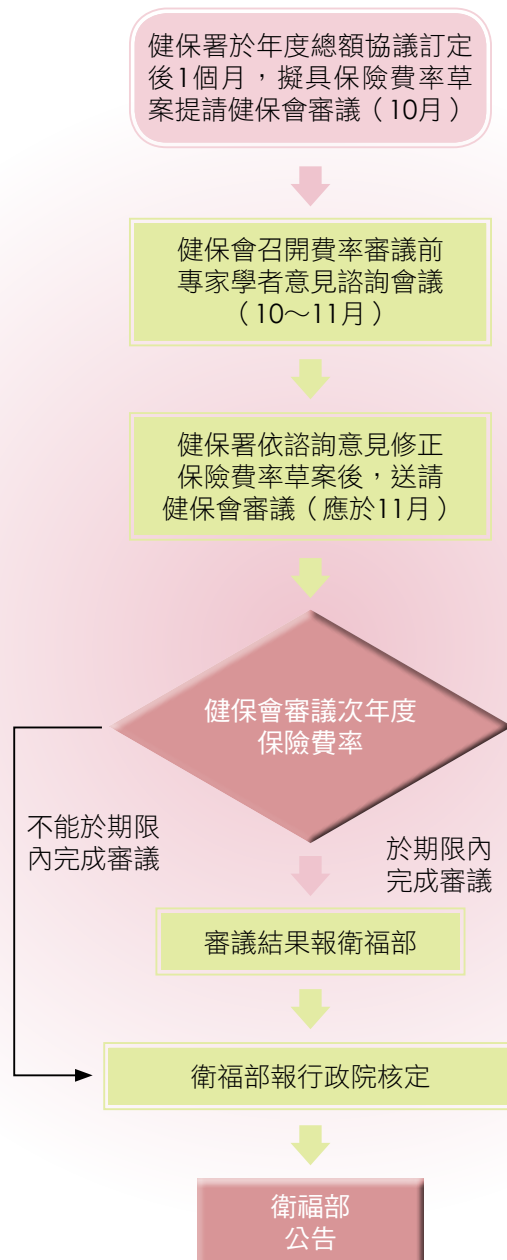 健保署於年度總額協議訂定
後1個月，擬具保險費率草
案提請健保會審議（10月）
健保會召開費率審議前
專家學者意見諮詢會議
（10～11月）
健保署依諮詢意見修正
保險費率草案後，送請
健保會審議（應於11月）
健保會審議次年度
保險費率
不能於期限
內完成審議
於期限內
完成審議
審議結果報衛福部
衛福部報行政院核定
衛福部
公告